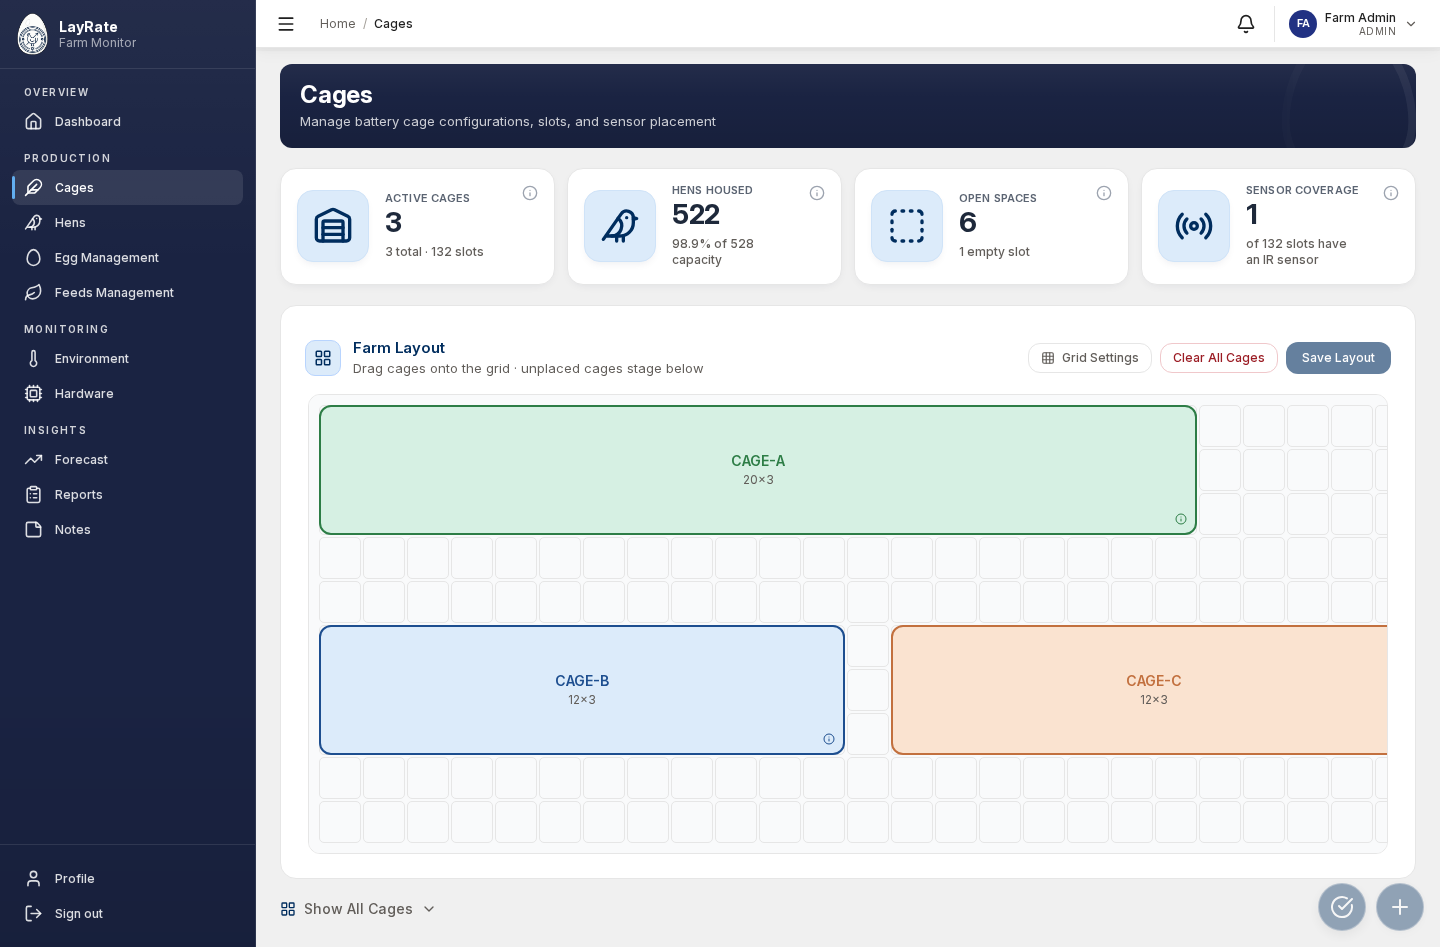 LayRate
Farm Monitor
OVERVIEW
Dashboard
PRODUCTION
Cages
Hens
Egg Management
Feeds Management
MONITORING
Environment
Hardware
INSIGHTS
Forecast
Reports
Notes
Profile
Sign out
Home / Cages
FA
Farm Admin
ADMIN
Cages
Manage battery cage configurations, slots, and sensor placement
ACTIVE CAGES
3
3 total · 132 slots
HENS HOUSED
522
98.9% of 528
capacity
OPEN SPACES
6
1 empty slot
SENSOR COVERAGE
1
of 132 slots have
an IR sensor
Farm Layout
Drag cages onto the grid · unplaced cages stage below
Grid Settings
Clear All Cages
Save Layout
CAGE-A
20×3
CAGE-B
12×3
CAGE-C
12×3
Show All Cages